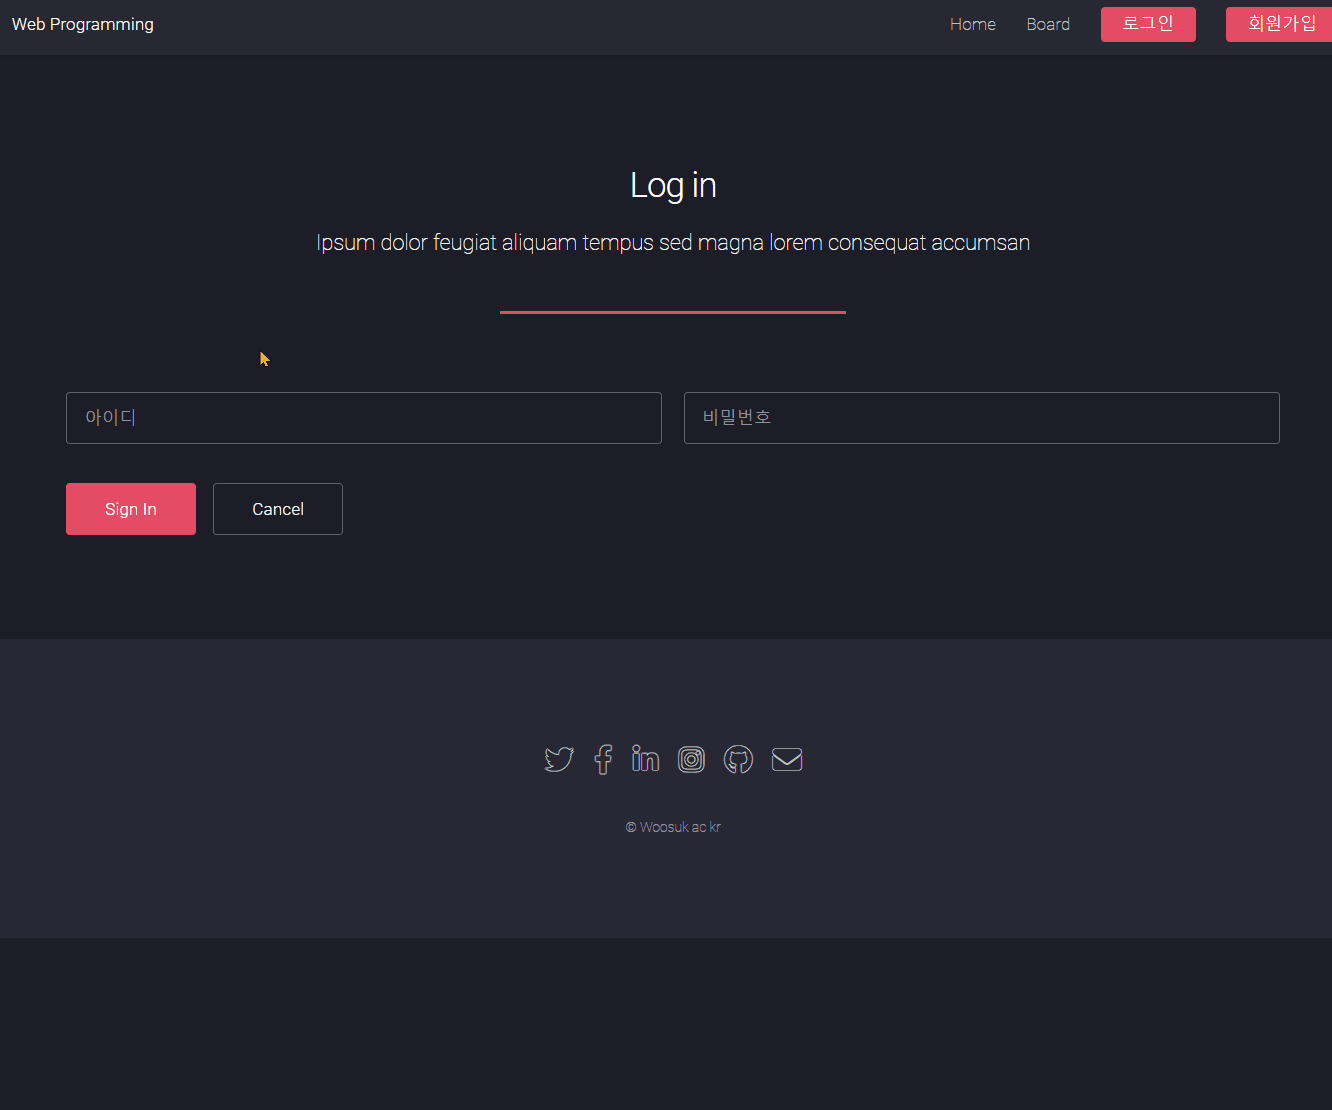 Web Programming
Home
Board
로그인
회원가입
Log in
Ipsum dolor feugiat aliquam tempus sed magna lorem consequat accumsan
아이디
비밀번호
Sign In
Cancel
© Woosuk ac kr